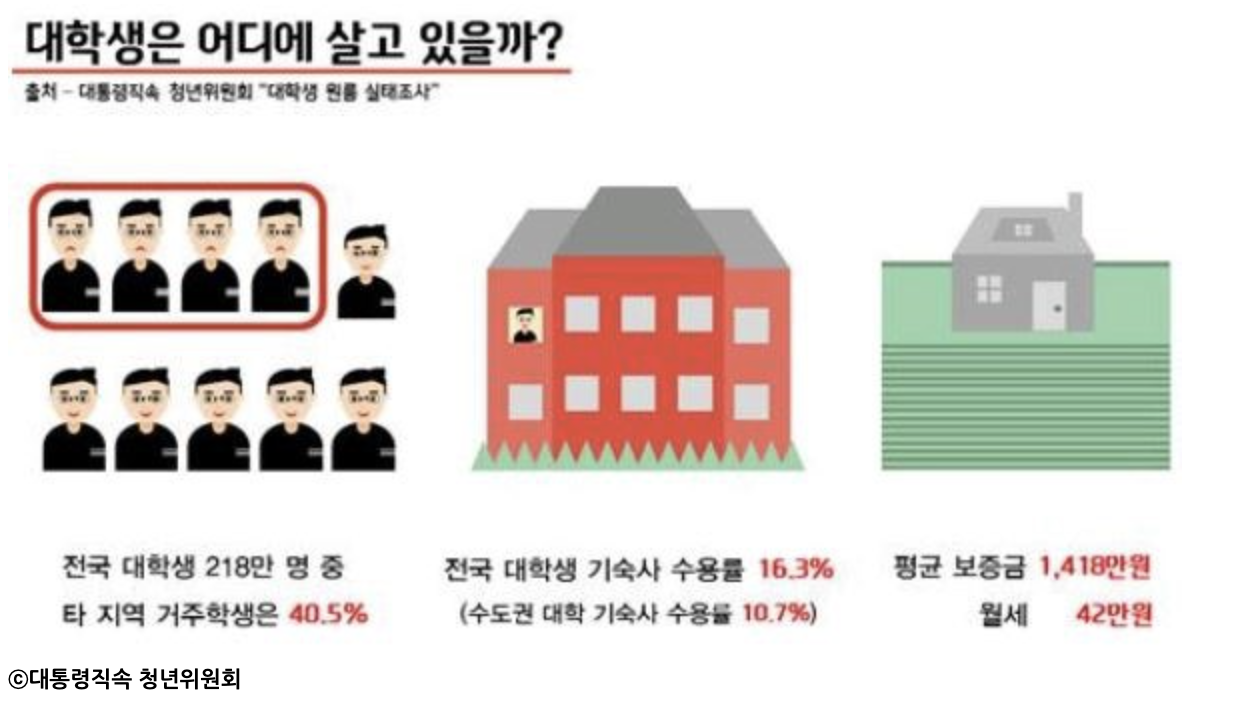 대학생은 어디에 살고 있을까?
출처 - 대통령직속 청년위원회 "대학생 원룸 실태조사"
전국 대학생 218만 명 중
타 지역 거주학생은 40.5%
전국 대학생 기숙사 수용률 16.3%
(수도권 대학 기숙사 수용률 10.7%)
평균 보증금 1,418만원
월세 42만원
ⓒ대통령직속 청년위원회